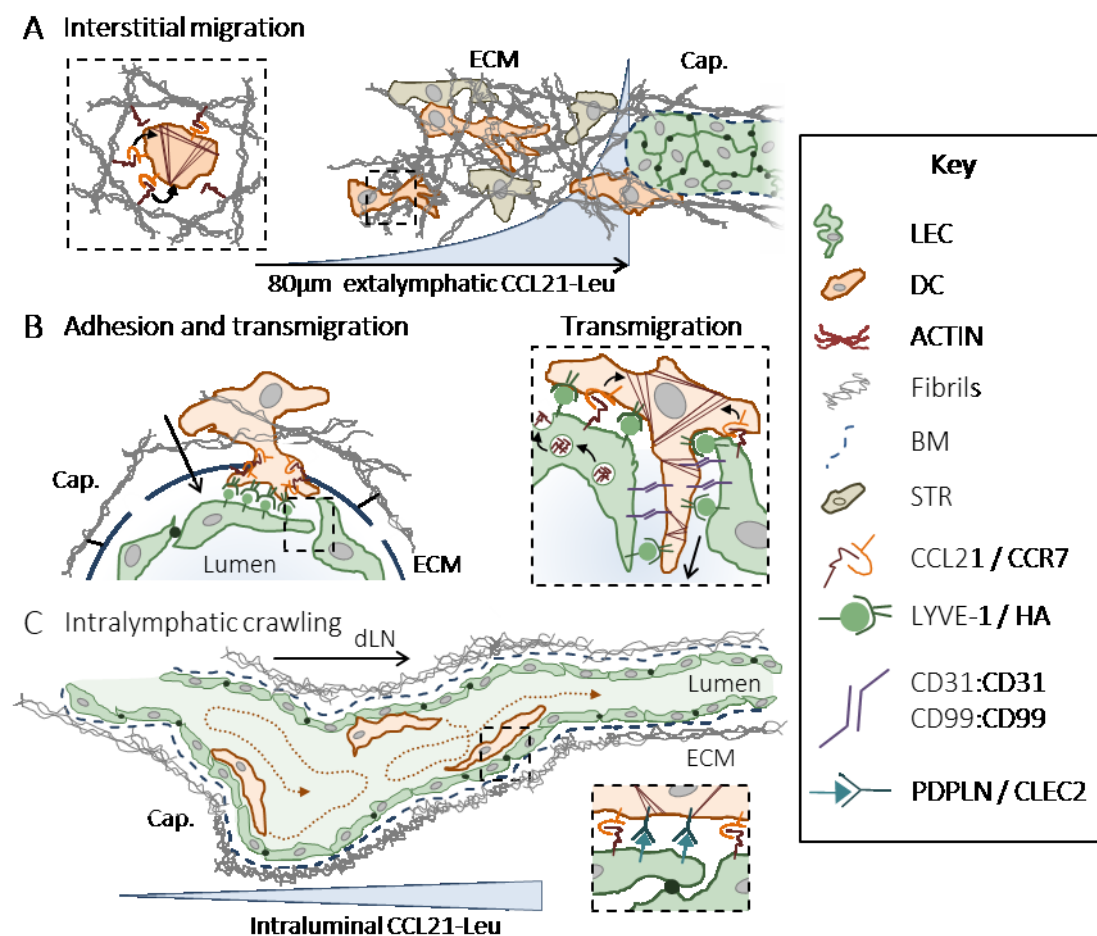 A Interstitial migration
ECM
Cap.
80µm extalymphatic CCL21-Leu
B Adhesion and transmigration
Transmigration
Cap.
Lumen
ECM
C Intralymphatic crawling
dLN
Lumen
ECM
Cap.
Intraluminal CCL21-Leu
Key
LEC
DC
ACTIN
Fibrils
BM
STR
CCL21 / CCR7
LYVE-1 / HA
CD31:CD31
CD99:CD99
PDPLN / CLEC2